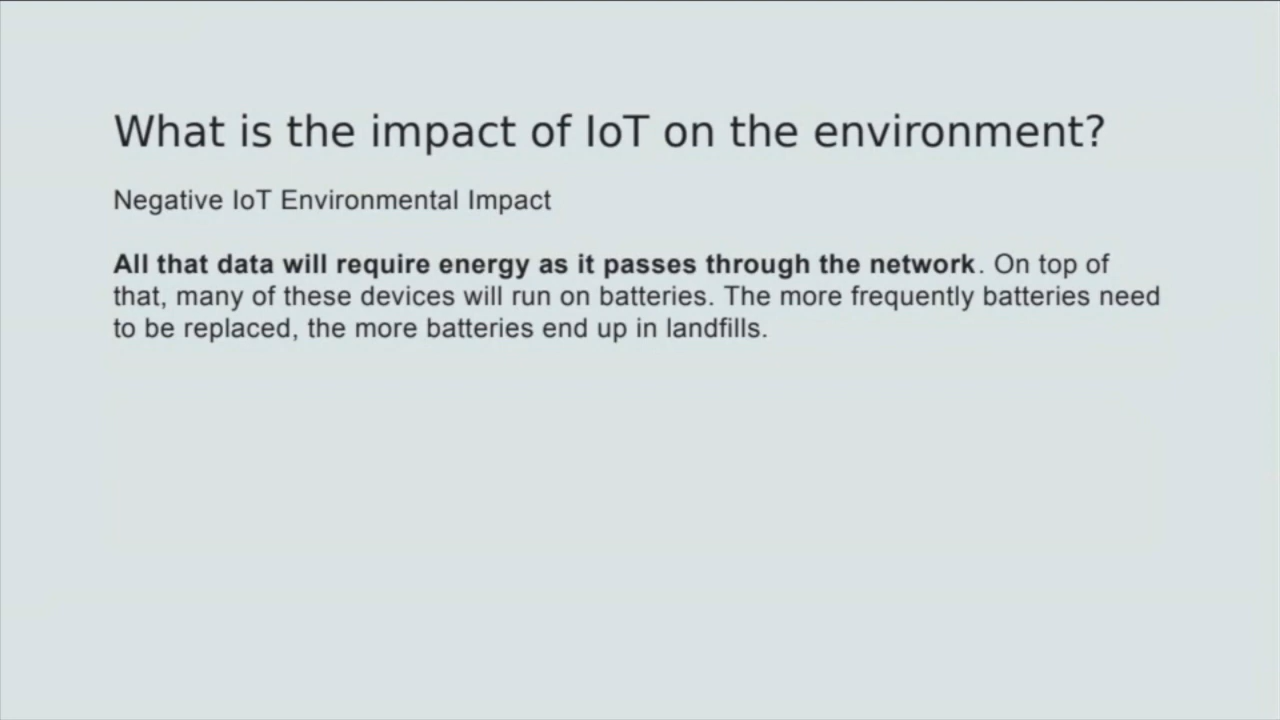 What is the impact of IoT on the environment?
Negative IoT Environmental Impact
All that data will require energy as it passes through the network. On top of
that, many of these devices will run on batteries. The more frequently batteries need
to be replaced, the more batteries end up in landfills.